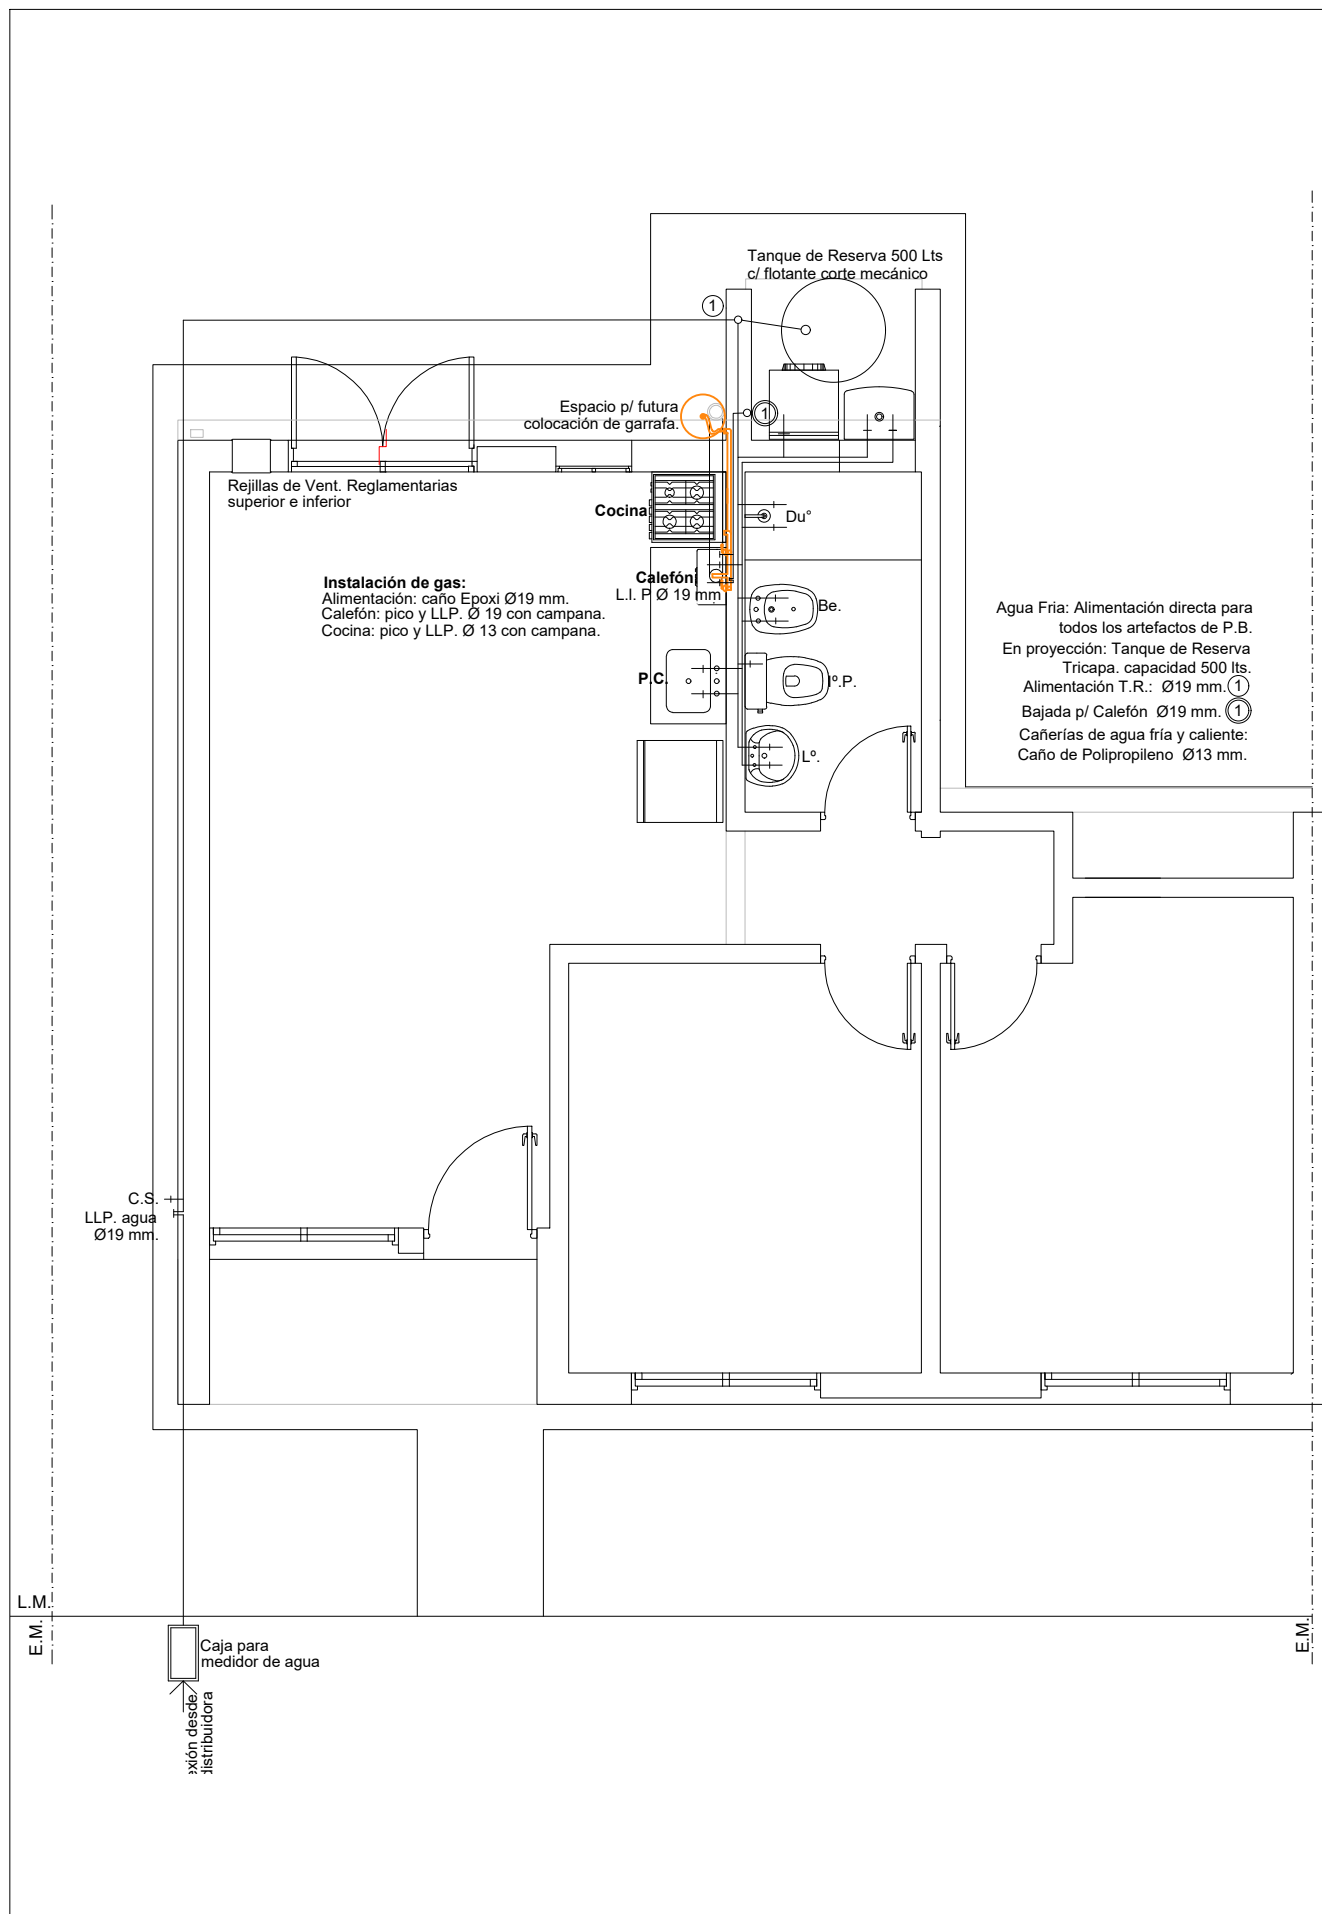 Tanque de Reserva 500 Lts
c/ flotante corte mecánico
1
Espacio p/ futura
colocación de garrafa.
1
Rejillas de Vent. Reglamentarias
superior e inferior
Cocina
Du°
Instalación de gas:
Alimentación: caño Epoxi Ø19 mm.
Calefón: pico y LLP. Ø 19 con campana.
Cocina: pico y LLP. Ø 13 con campana.
Calefón
L.I. P Ø 19 mm
Be.
P.C.
Iº.P.
Lº.
Agua Fria: Alimentación directa para
todos los artefactos de P.B.
En proyección: Tanque de Reserva
Tricapa. capacidad 500 lts.
Alimentación T.R.: Ø19 mm. 1
Bajada p/ Calefón Ø19 mm. 1
Cañerías de agua fría y caliente:
Caño de Polipropileno Ø13 mm.
C.S.
LLP. agua
Ø19 mm.
L.M.
E.M.
E.M.
Caja para
medidor de agua
xión desde
distribuidora